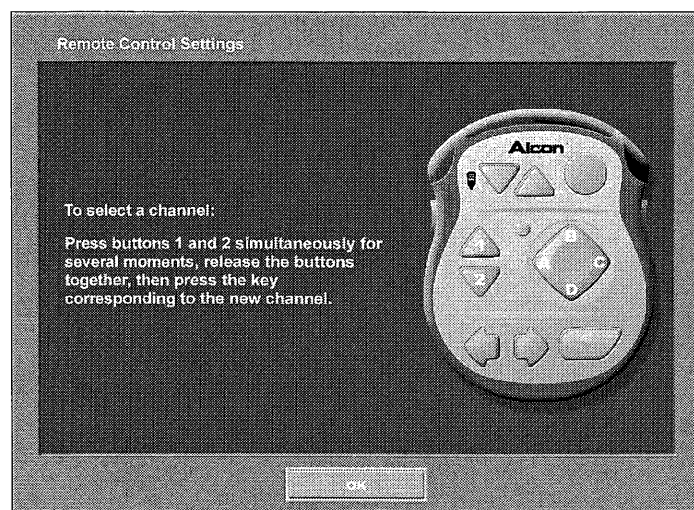 Remote Control Settings
Alcon
To select a channel:
Press buttons 1 and 2 simultaneously for
several moments, release the buttons
together, then press the key
corresponding to the new channel.
1
2
B
A
C
D
OK